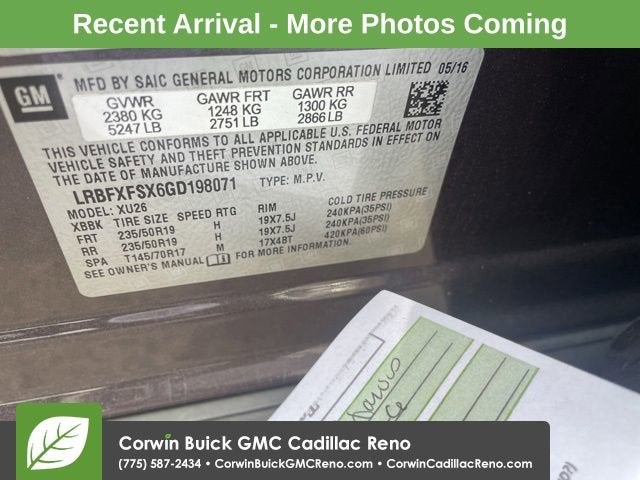 Recent Arrival - More Photos Coming
GM
MFD BY SAIC GENERAL MOTORS CORPORATION LIMITED 05/16
GVWR GAWR FRT GAWR RR
2380 KG 1248 KG 1300 KG
5247 LB 2751 LB 2866 LB
THIS VEHICLE CONFORMS TO ALL APPLICABLE U.S. FEDERAL MOTOR
VEHICLE SAFETY AND THEFT PREVENTION STANDARDS IN EFFECT ON
THE DATE OF MANUFACTURE SHOWN ABOVE.
LRBFXFSX6GD198071 TYPE: M.P.V.
MODEL: XU26
XBBK TIRE SIZE SPEED RTG RIM COLD TIRE PRESSURE
FRT 235/50R19 H 19X7.5J 240KPA(35PSI)
RR 235/50R19 H 19X7.5J 240KPA(35PSI)
SPA T145/70R17 M 17X4BT 420KPA(60PSI)
SEE OWNER'S MANUAL FOR MORE INFORMATION.
Corwin Buick GMC Cadillac Reno
(775) 587-2434 • CorwinBuickGMCReno.com • CorwinCadillacReno.com